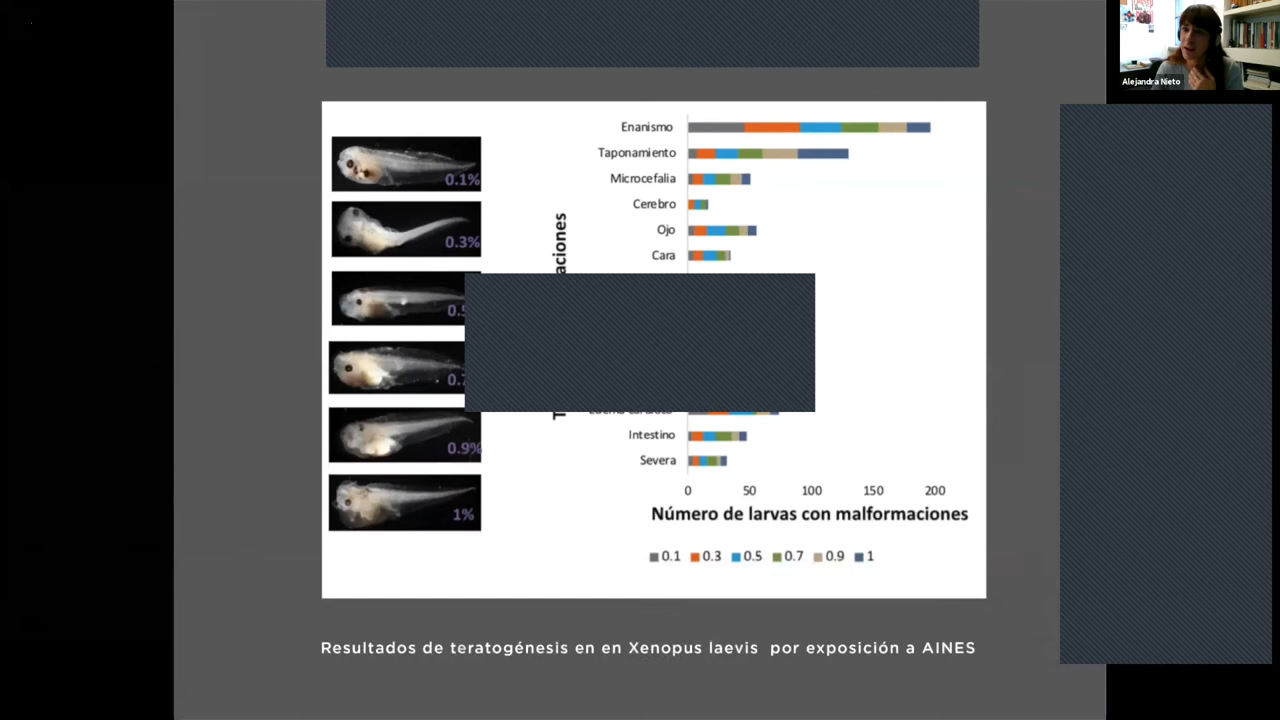 Alejandra Nieto
0.1%
0.3%
0.9%
1%
Enanismo
Taponamiento
Microcefalia
Cerebro
Ojo
Cara
Intestino
Severa
0 50 100 150 200
Número de larvas con malformaciones
0.1 0.3 0.5 0.7 0.9 1
Resultados de teratogénesis en en Xenopus laevis por exposición a AINES